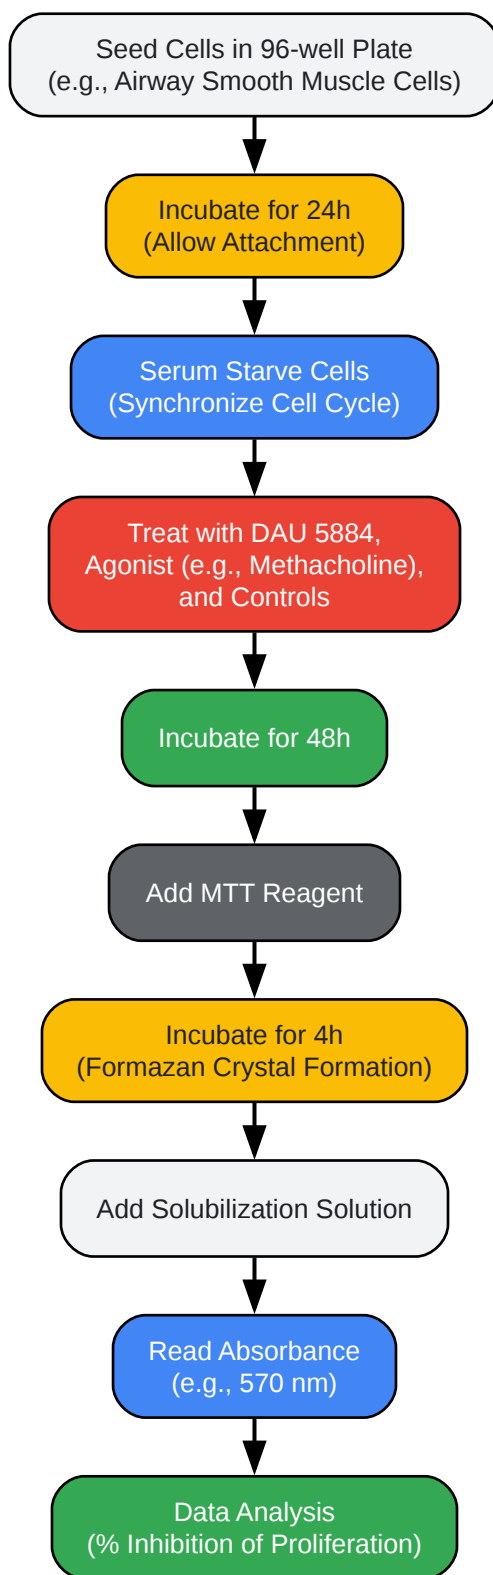 Seed Cells in 96-well Plate
(e.g., Airway Smooth Muscle Cells)
Incubate for 24h
(Allow Attachment)
Serum Starve Cells
(Synchronize Cell Cycle)
Treat with DAU 5884,
Agonist (e.g., Methacholine),
and Controls
Incubate for 48h
Add MTT Reagent
Incubate for 4h
(Formazan Crystal Formation)
Add Solubilization Solution
Read Absorbance
(e.g., 570 nm)
Data Analysis
(% Inhibition of Proliferation)